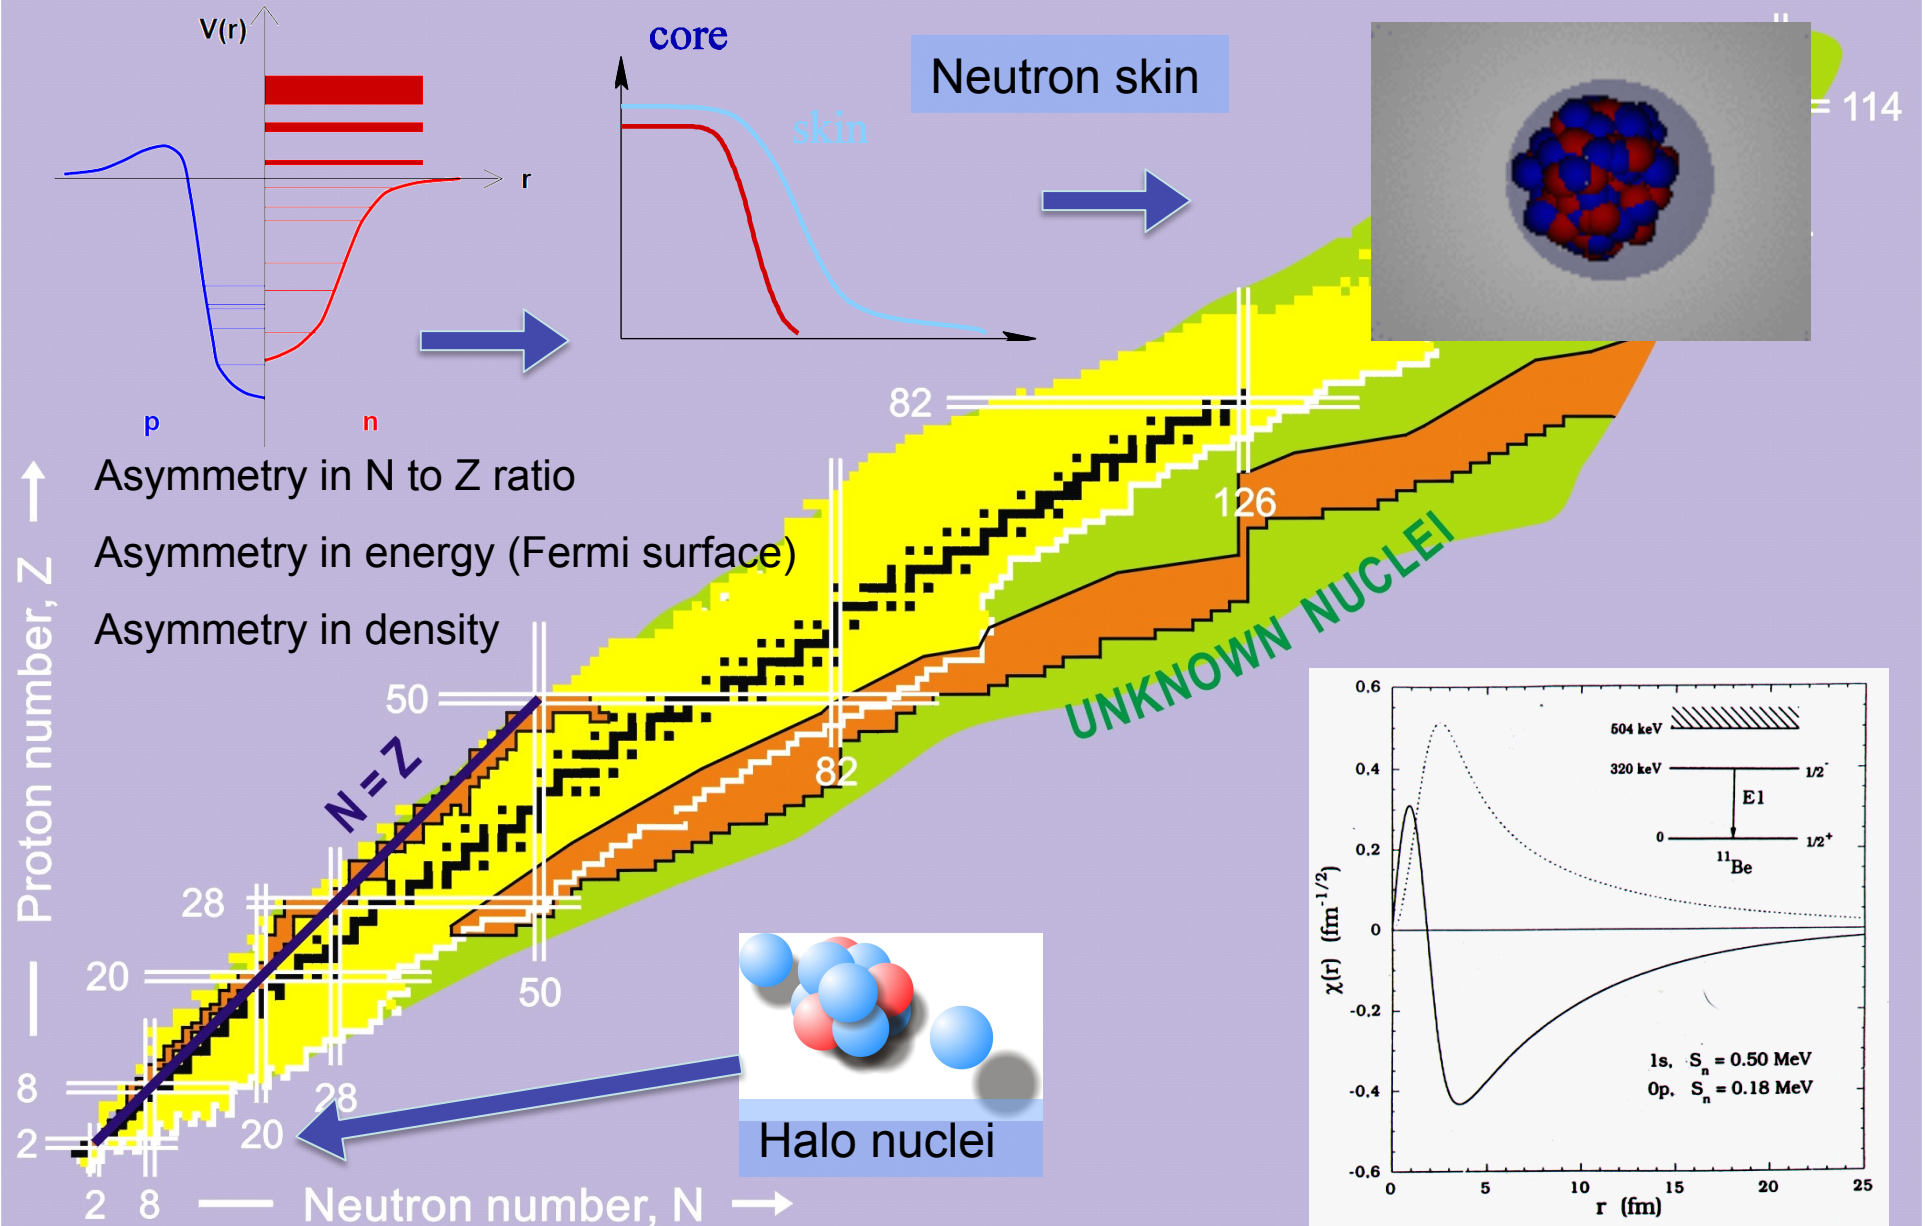 V(r)
r
p
n
core
skin
Neutron skin
= 114
Asymmetry in N to Z ratio
Asymmetry in energy (Fermi surface)
Asymmetry in density
Proton number, Z
N = Z
82
126
UNKNOWN NUCLEI
50
82
28
50
20
28
8
20
2
2
8
Neutron number, N
Halo nuclei
0.6
0.4
0.2
0
-0.2
-0.4
-0.6
χ(r) (fm⁻¹/²)
504 keV
320 keV
1/2⁻
E1
0
1/2⁺
¹¹Be
1s, Sₙ = 0.50 MeV
0p, Sₙ = 0.18 MeV
0
5
10
15
20
25
r (fm)